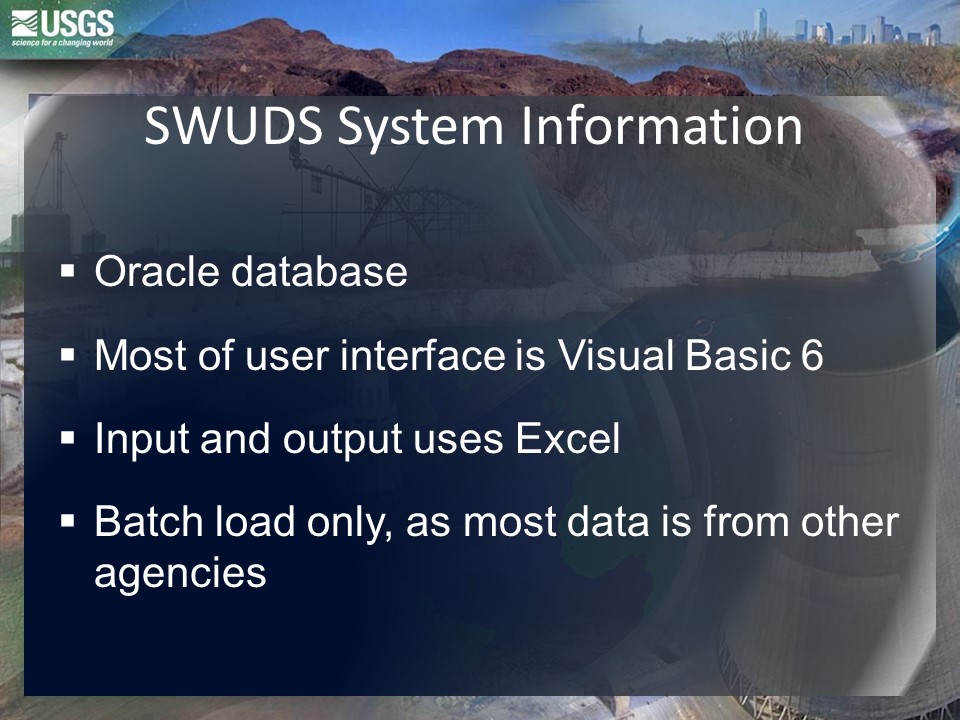 USGS
science for a changing world
SWUDS System Information
▪ Oracle database
▪ Most of user interface is Visual Basic 6
▪ Input and output uses Excel
▪ Batch load only, as most data is from other
agencies